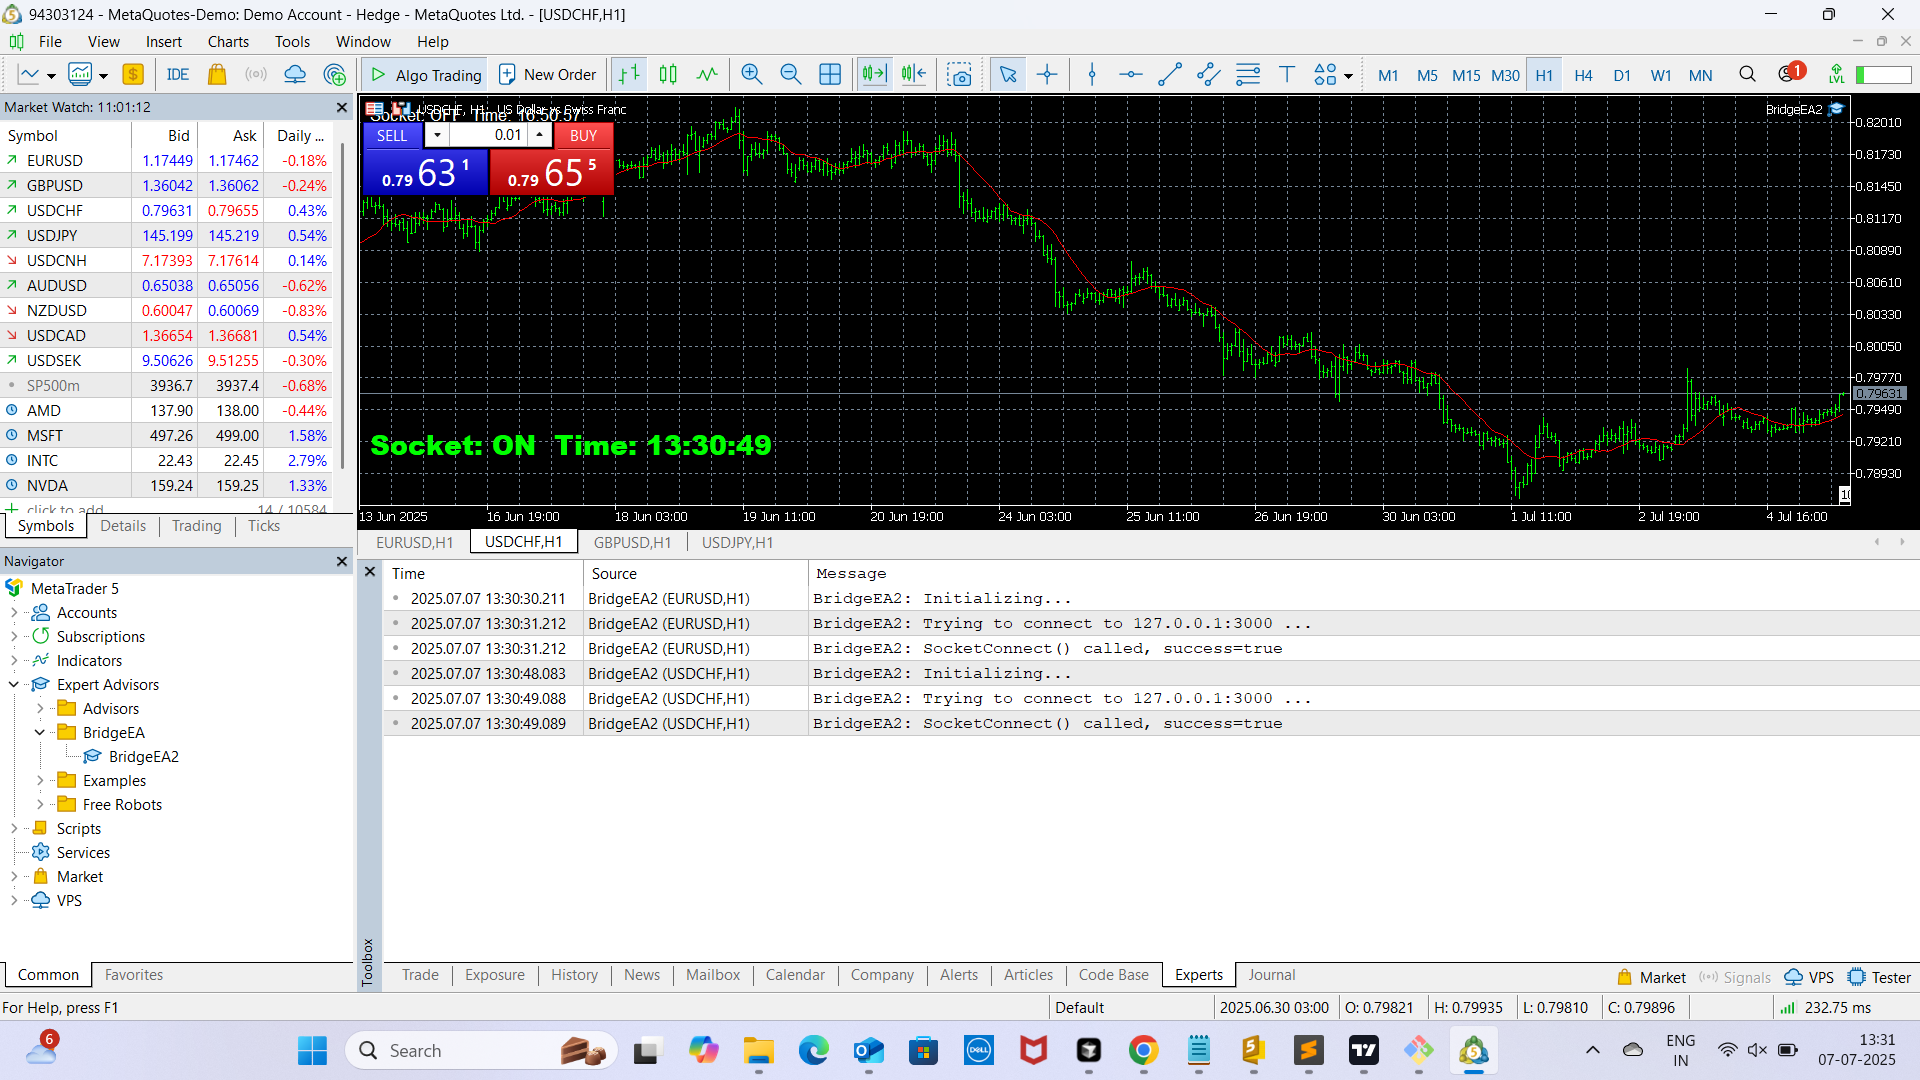 94303124 - MetaQuotes-Demo: Demo Account - Hedge - MetaQuotes Ltd. - [USDCHF,H1]
File View Insert Charts Tools Window Help
IDE Algo Trading New Order M1 M5 M15 M30 H1 H4 D1 W1 MN 1 LVL
Market Watch: 11:01:12
Symbol Bid Ask Daily ...
EURUSD 1.17449 1.17462 -0.18%
GBPUSD 1.36042 1.36062 -0.24%
USDCHF 0.79631 0.79655 0.43%
USDJPY 145.199 145.219 0.54%
USDCNH 7.17393 7.17614 0.14%
AUDUSD 0.65038 0.65056 -0.62%
NZDUSD 0.60047 0.60069 -0.83%
USDCAD 1.36654 1.36681 0.54%
USDSEK 9.50626 9.51255 -0.30%
SP500m 3936.7 3937.4 -0.68%
AMD 137.90 138.00 -0.44%
MSFT 497.26 499.00 1.58%
INTC 22.43 22.45 2.79%
NVDA 159.24 159.25 1.33%
click to add 14 / 10584
Symbols Details Trading Ticks
USDCHF, H1: US Dollar vs Swiss Franc
Socket: OFF Time: 16:50:57
BridgeEA2
SELL 0.01 BUY
0.79 63 1 0.79 65 5
0.82010
0.81730
0.81450
0.81170
0.80890
0.80610
0.80330
0.80050
0.79770
0.79631
0.79490
0.79210
0.78930
Socket: ON Time: 13:30:49
13 Jun 2025 16 Jun 19:00 18 Jun 03:00 19 Jun 11:00 20 Jun 19:00 24 Jun 03:00 25 Jun 11:00 26 Jun 19:00 30 Jun 03:00 1 Jul 11:00 2 Jul 19:00 4 Jul 16:00
EURUSD,H1 USDCHF,H1 GBPUSD,H1 USDJPY,H1
Navigator
MetaTrader 5
Accounts
Subscriptions
Indicators
Expert Advisors
Advisors
BridgeEA
BridgeEA2
Examples
Free Robots
Scripts
Services
Market
VPS
Common Favorites
Time Source Message
2025.07.07 13:30:30.211 BridgeEA2 (EURUSD,H1) BridgeEA2: Initializing...
2025.07.07 13:30:31.212 BridgeEA2 (EURUSD,H1) BridgeEA2: Trying to connect to 127.0.0.1:3000 ...
2025.07.07 13:30:31.212 BridgeEA2 (EURUSD,H1) BridgeEA2: SocketConnect() called, success=true
2025.07.07 13:30:48.083 BridgeEA2 (USDCHF,H1) BridgeEA2: Initializing...
2025.07.07 13:30:49.088 BridgeEA2 (USDCHF,H1) BridgeEA2: Trying to connect to 127.0.0.1:3000 ...
2025.07.07 13:30:49.089 BridgeEA2 (USDCHF,H1) BridgeEA2: SocketConnect() called, success=true
Toolbox
Trade Exposure History News Mailbox Calendar Company Alerts Articles Code Base Experts Journal
Market Signals VPS Tester
For Help, press F1 Default 2025.06.30 03:00 O: 0.79821 H: 0.79935 L: 0.79810 C: 0.79896 232.75 ms
6 Search DELL ENG IN 13:31 07-07-2025